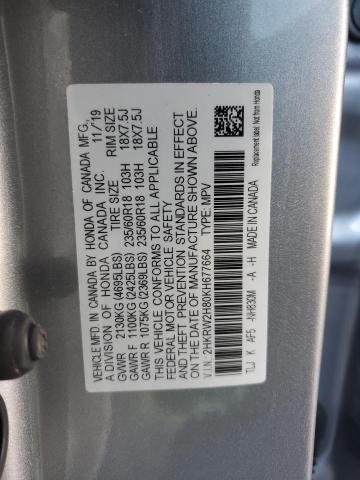 VEHICLE MFD. IN CANADA BY HONDA OF CANADA MFG.,
A DIVISION OF HONDA CANADA INC. 11/19
TIRE SIZE RIM SIZE
GVWR 2130KG(4695LBS)
GAWR F 1100KG(2425LBS) 235/60R18 103H 18X7.5J
GAWR R 1075KG(2369LBS) 235/60R18 103H 18X7.5J
THIS VEHICLE CONFORMS TO ALL APPLICABLE
FEDERAL MOTOR VEHICLE SAFETY
AND THEFT PREVENTION STANDARDS IN EFFECT
ON THE DATE OF MANUFACTURE SHOWN ABOVE.
V.I.N. 2HKRW2H80KH677664 TYPE: MPV
TLJ K AF5 -NH830M -A -H MADE IN CANADA
Replacement label. Not from Honda